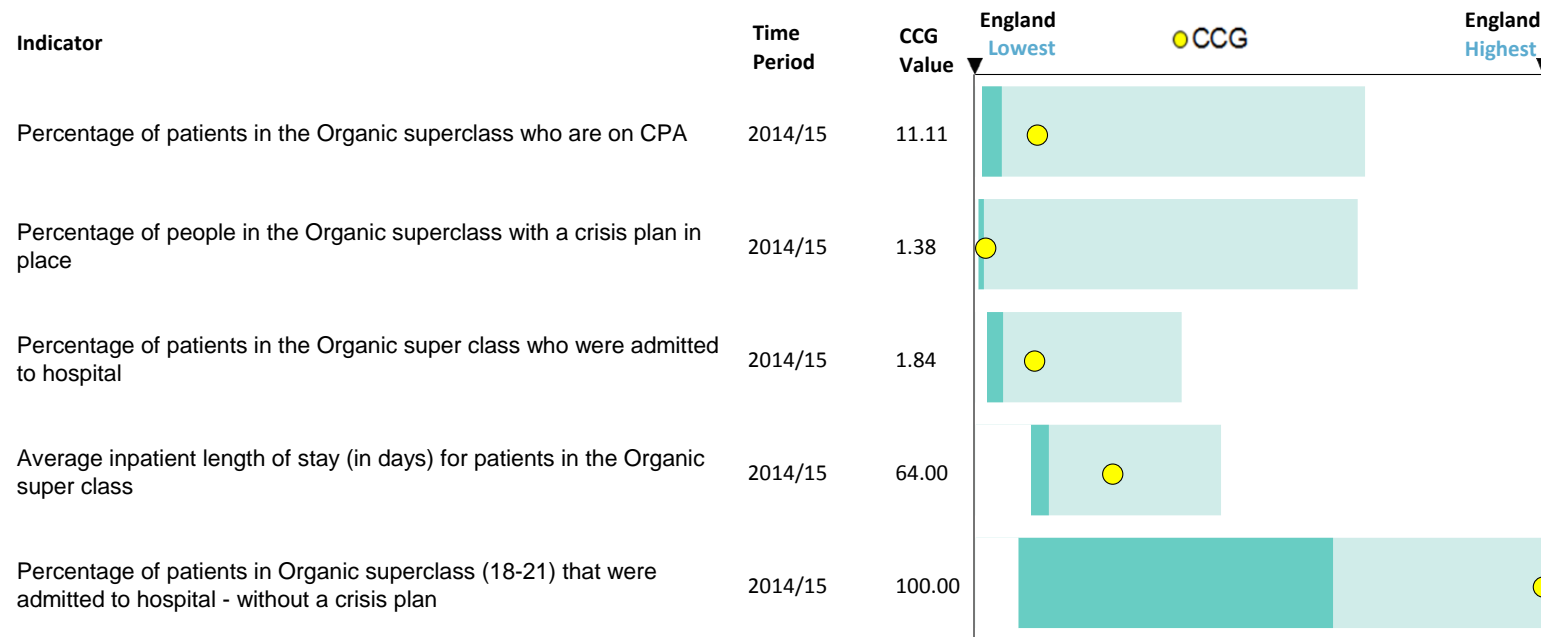 Indicator
Time
Period
CCG
Value
England
Lowest
CCG
England
Highest
Percentage of patients in the Organic superclass who are on CPA
2014/15
11.11
Percentage of people in the Organic superclass with a crisis plan in
place
2014/15
1.38
Percentage of patients in the Organic super class who were admitted
to hospital
2014/15
1.84
Average inpatient length of stay (in days) for patients in the Organic
super class
2014/15
64.00
Percentage of patients in Organic superclass (18-21) that were
admitted to hospital - without a crisis plan
2014/15
100.00